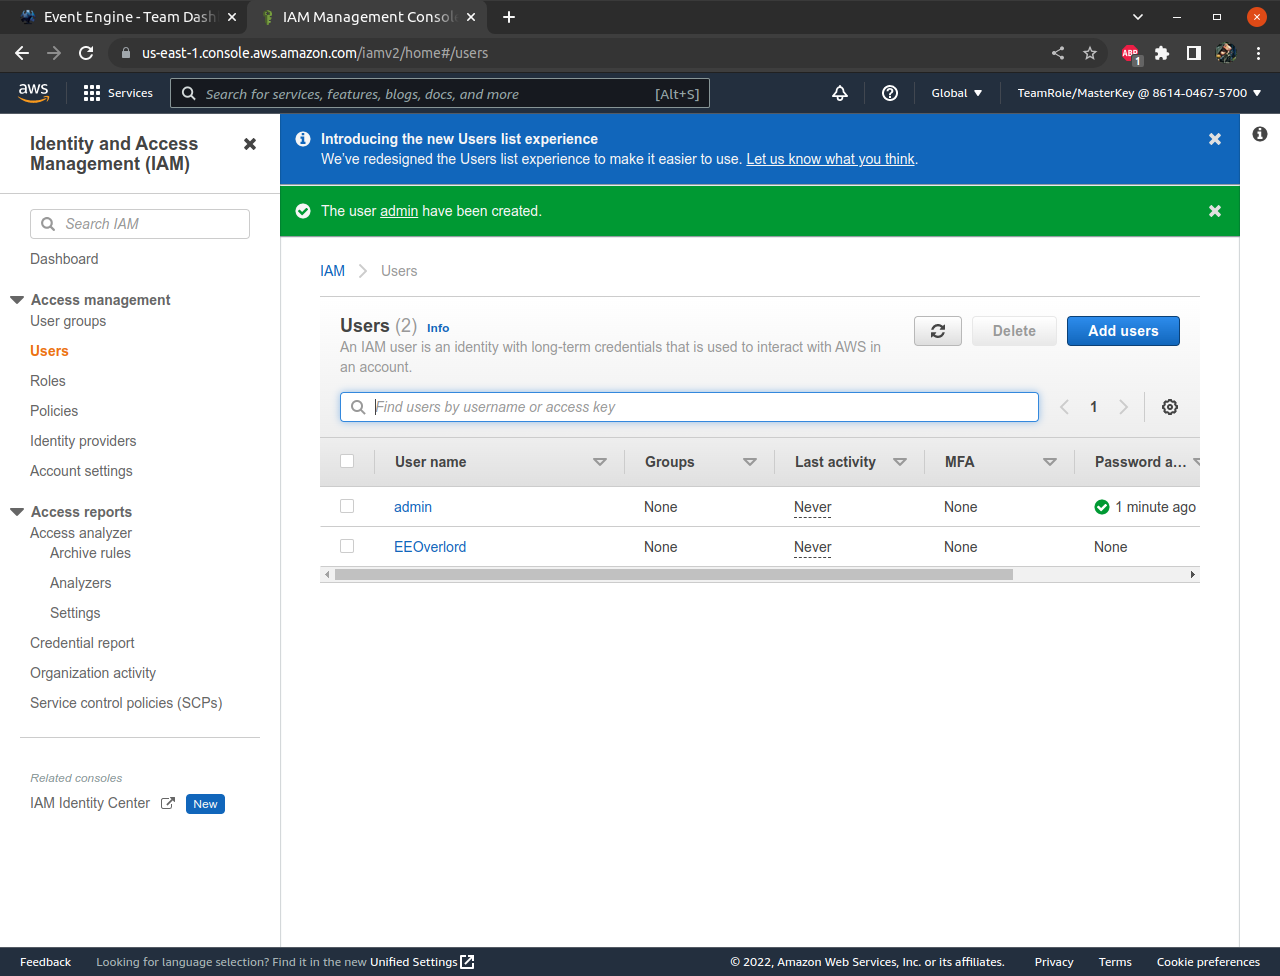 Event Engine - Team Dash
IAM Management Consol
us-east-1.console.aws.amazon.com/iamv2/home#/users
ABP
1
aws
Services
Search for services, features, blogs, docs, and more
[Alt+S]
Global
TeamRole/MasterKey @ 8614-0467-5700
Identity and Access
Management (IAM)
Search IAM
Dashboard
Access management
User groups
Users
Roles
Policies
Identity providers
Account settings
Access reports
Access analyzer
Archive rules
Analyzers
Settings
Credential report
Organization activity
Service control policies (SCPs)
Related consoles
IAM Identity Center New
Introducing the new Users list experience
We've redesigned the Users list experience to make it easier to use. Let us know what you think.
The user admin have been created.
IAM > Users
Users (2) Info
An IAM user is an identity with long-term credentials that is used to interact with AWS in
an account.
Delete
Add users
Find users by username or access key
1
User name Groups Last activity MFA Password a...
admin None Never None 1 minute ago
EEOverlord None Never None None
Feedback
Looking for language selection? Find it in the new Unified Settings
© 2022, Amazon Web Services, Inc. or its affiliates.
Privacy
Terms
Cookie preferences